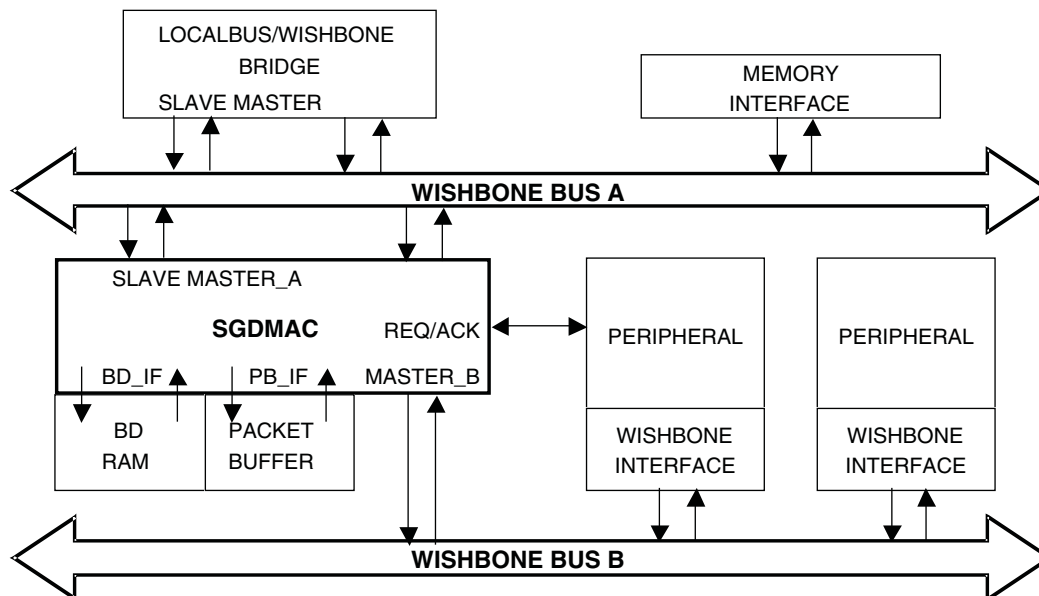 LOCALBUS/WISHBONE
BRIDGE
SLAVE MASTER
MEMORY
INTERFACE
WISHBONE BUS A
SLAVE MASTER_A
SGDMAC
REQ/ACK
BD_IF
PB_IF
MASTER_B
BD
RAM
PACKET
BUFFER
PERIPHERAL
WISHBONE
INTERFACE
PERIPHERAL
WISHBONE
INTERFACE
WISHBONE BUS B